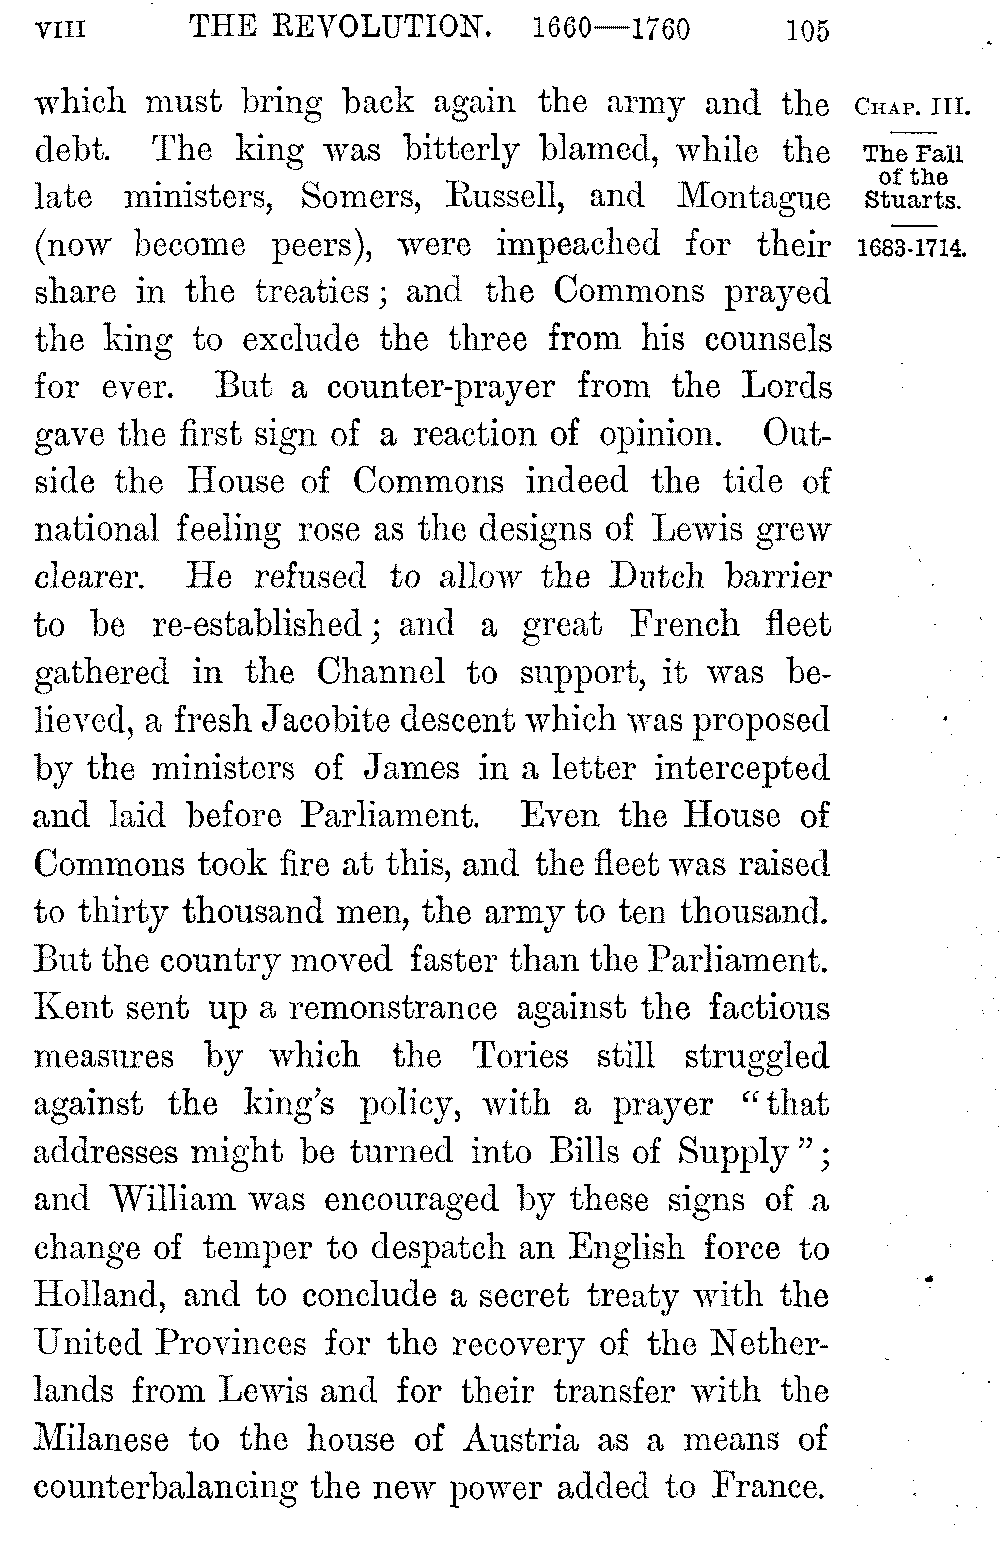 VIII THE REVOLUTION. 1660—1760 105
which must bring back again the army and the
debt. The king was bitterly blamed, while the
late ministers, Somers, Russell, and Montague
(now become peers), were impeached for their
share in the treaties; and the Commons prayed
the king to exclude the three from his counsels
for ever. But a counter-prayer from the Lords
gave the first sign of a reaction of opinion. Out-
side the House of Commons indeed the tide of
national feeling rose as the designs of Lewis grew
clearer. He refused to allow the Dutch barrier
to be re-established; and a great French fleet
gathered in the Channel to support, it was be-
lieved, a fresh Jacobite descent which was proposed
by the ministers of James in a letter intercepted
and laid before Parliament. Even the House of
Commons took fire at this, and the fleet was raised
to thirty thousand men, the army to ten thousand.
But the country moved faster than the Parliament.
Kent sent up a remonstrance against the factious
measures by which the Tories still struggled
against the king's policy, with a prayer "that
addresses might be turned into Bills of Supply";
and William was encouraged by these signs of a
change of temper to despatch an English force to
Holland, and to conclude a secret treaty with the
United Provinces for the recovery of the Nether-
lands from Lewis and for their transfer with the
Milanese to the house of Austria as a means of
counterbalancing the new power added to France.
CHAP. III.
The Fall
of the
Stuarts.
1683-1714.